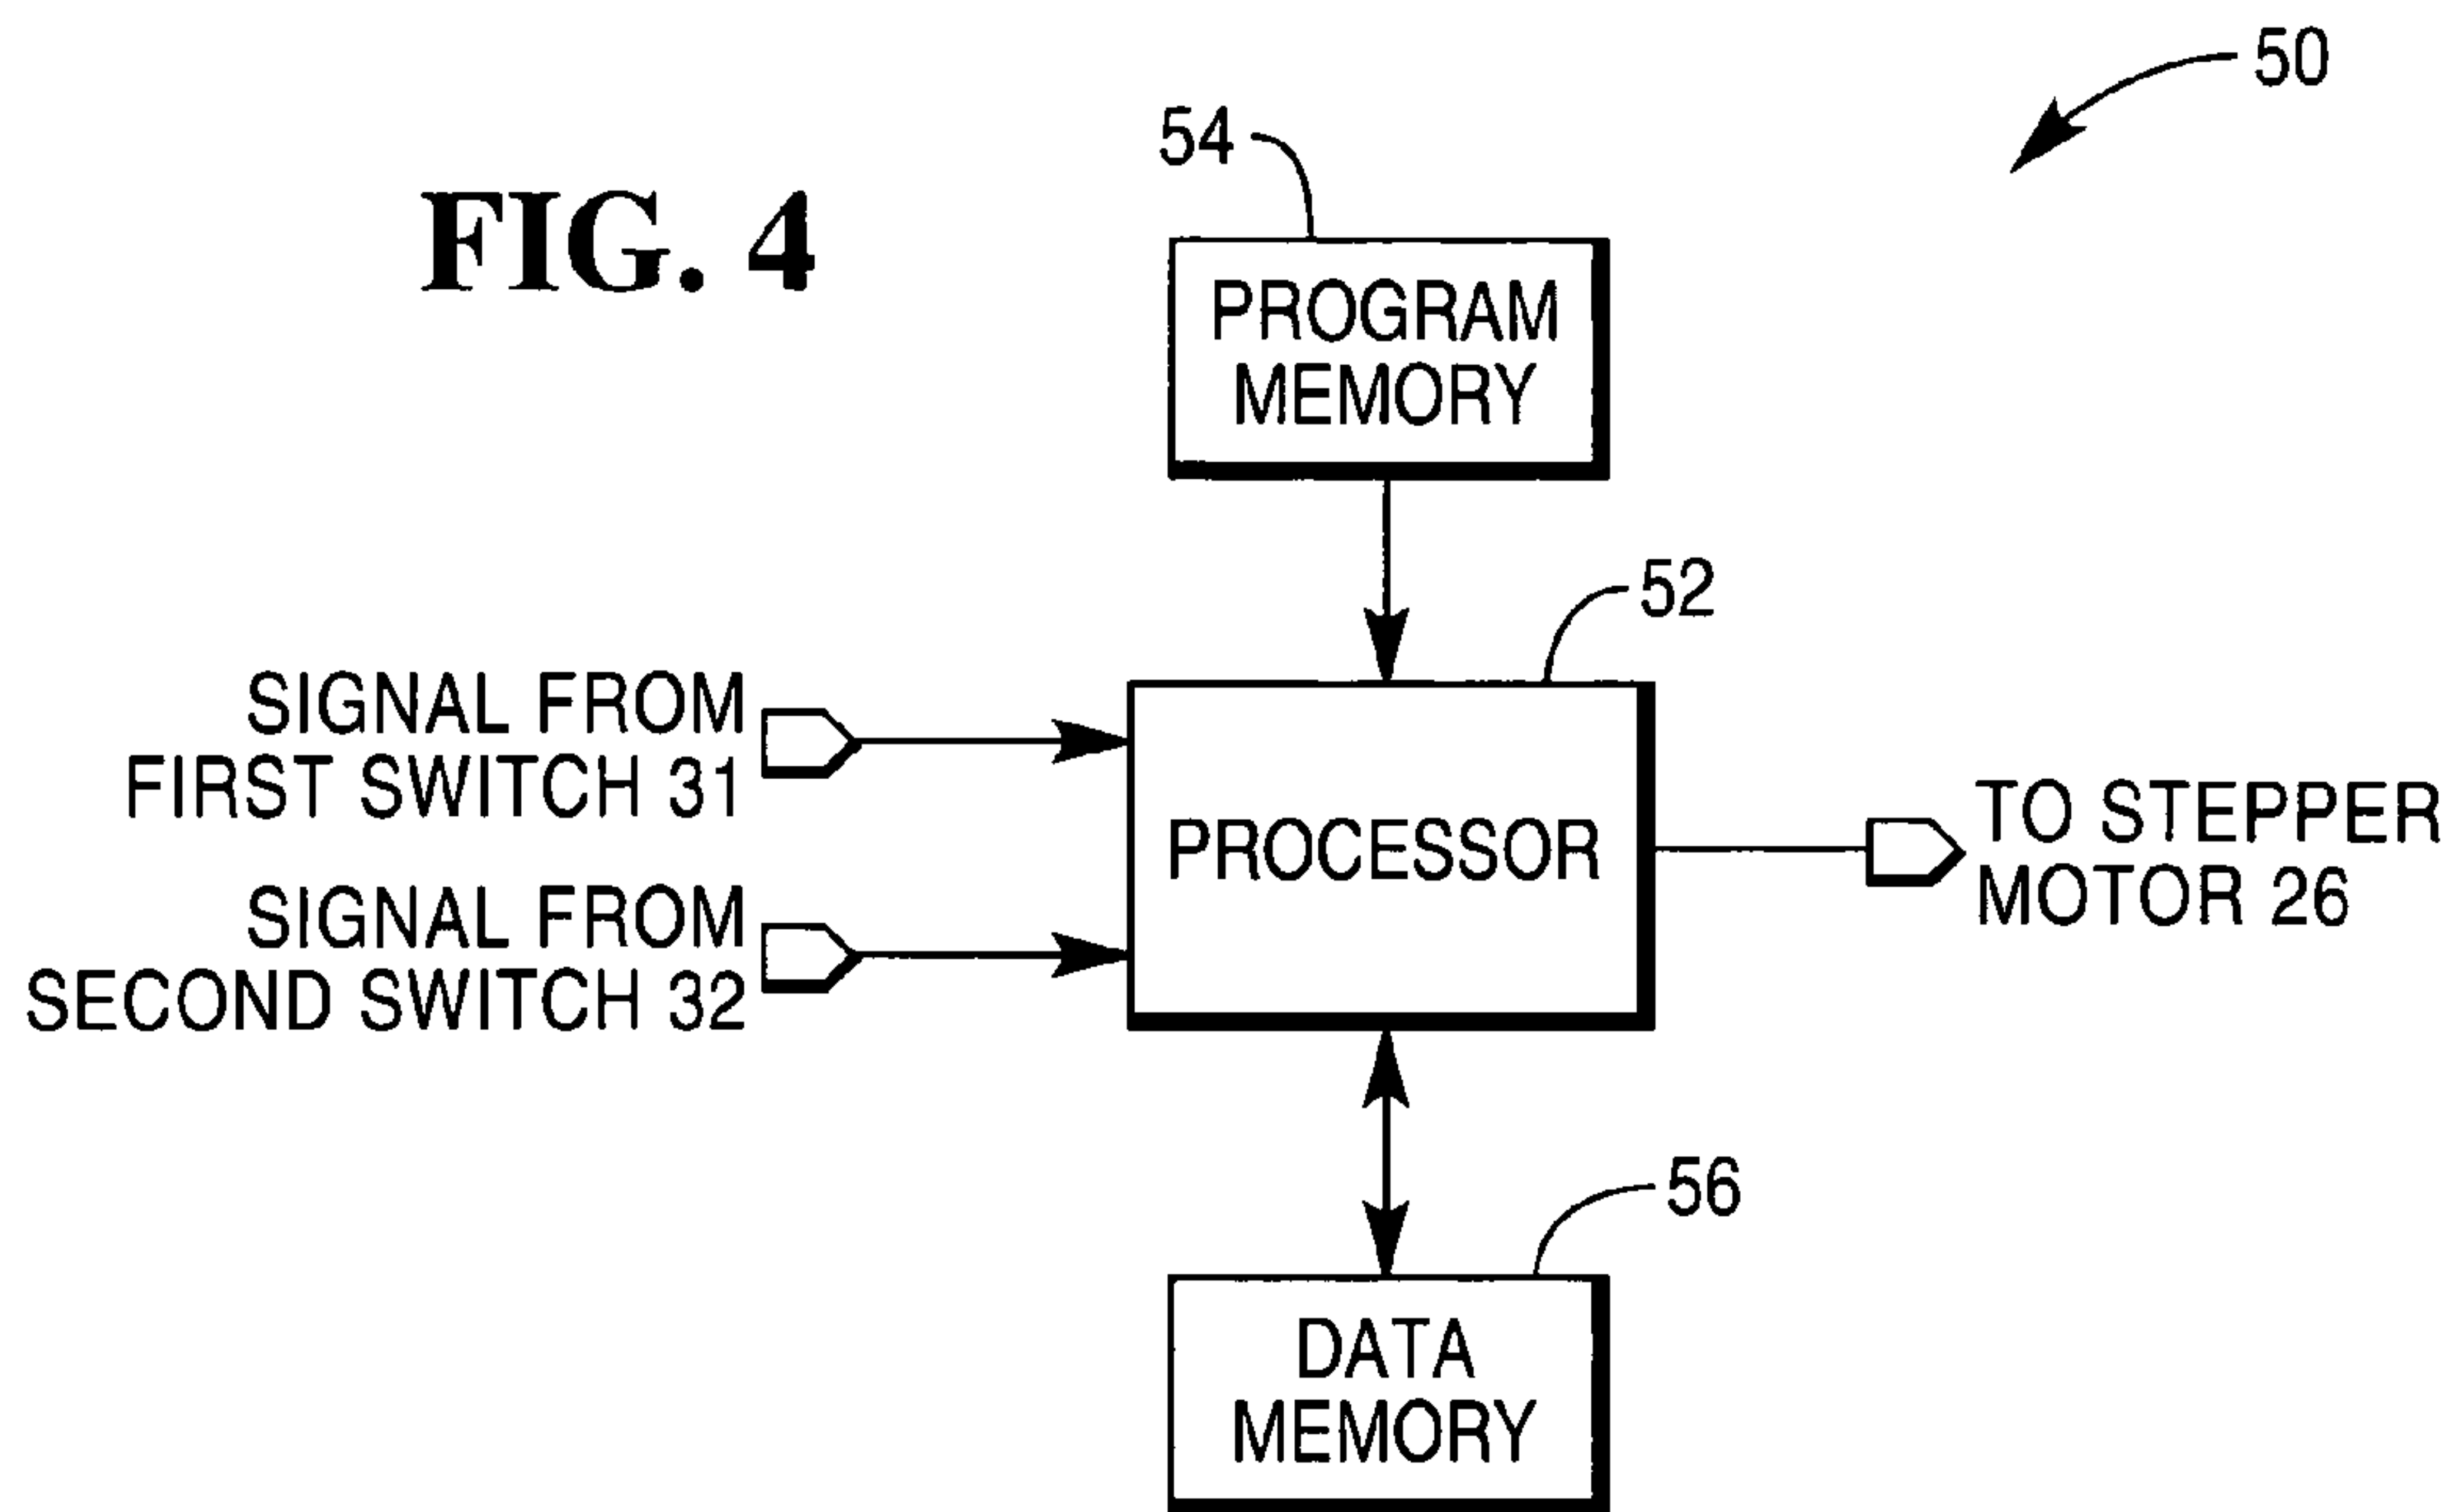 50
54
FIG. 4
PROGRAM
MEMORY
52
SIGNAL FROM
FIRST SWITCH 31
PROCESSOR
TO STEPPER
MOTOR 26
SIGNAL FROM
SECOND SWITCH 32
56
DATA
MEMORY